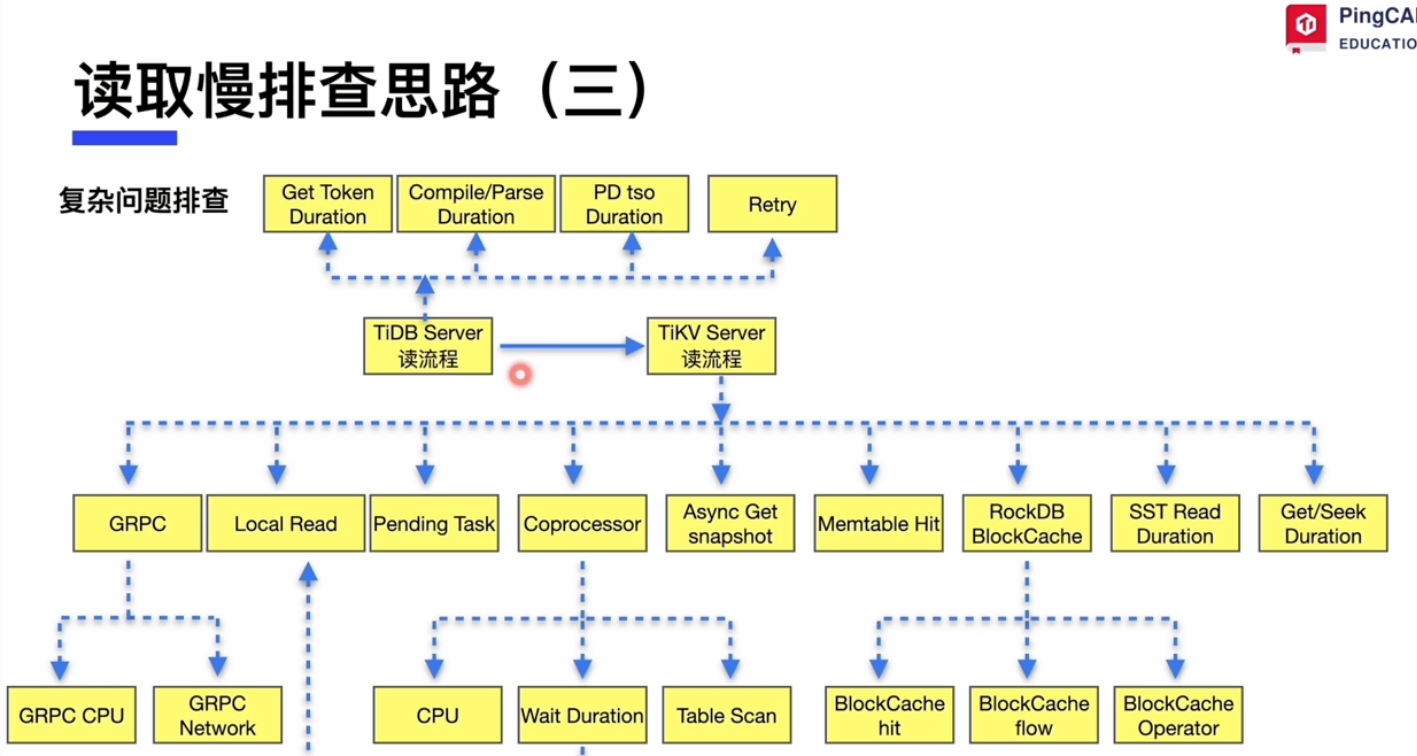 PingCA
EDUCATIO
读取慢排查思路（三）
复杂问题排查
Get Token
Duration
Compile/Parse
Duration
PD tso
Duration
Retry
TiDB Server
读流程
TiKV Server
读流程
GRPC
Local Read
Pending Task
Coprocessor
Async Get
snapshot
Memtable Hit
RockDB
BlockCache
SST Read
Duration
Get/Seek
Duration
GRPC CPU
GRPC
Network
CPU
Wait Duration
Table Scan
BlockCache
hit
BlockCache
flow
BlockCache
Operator